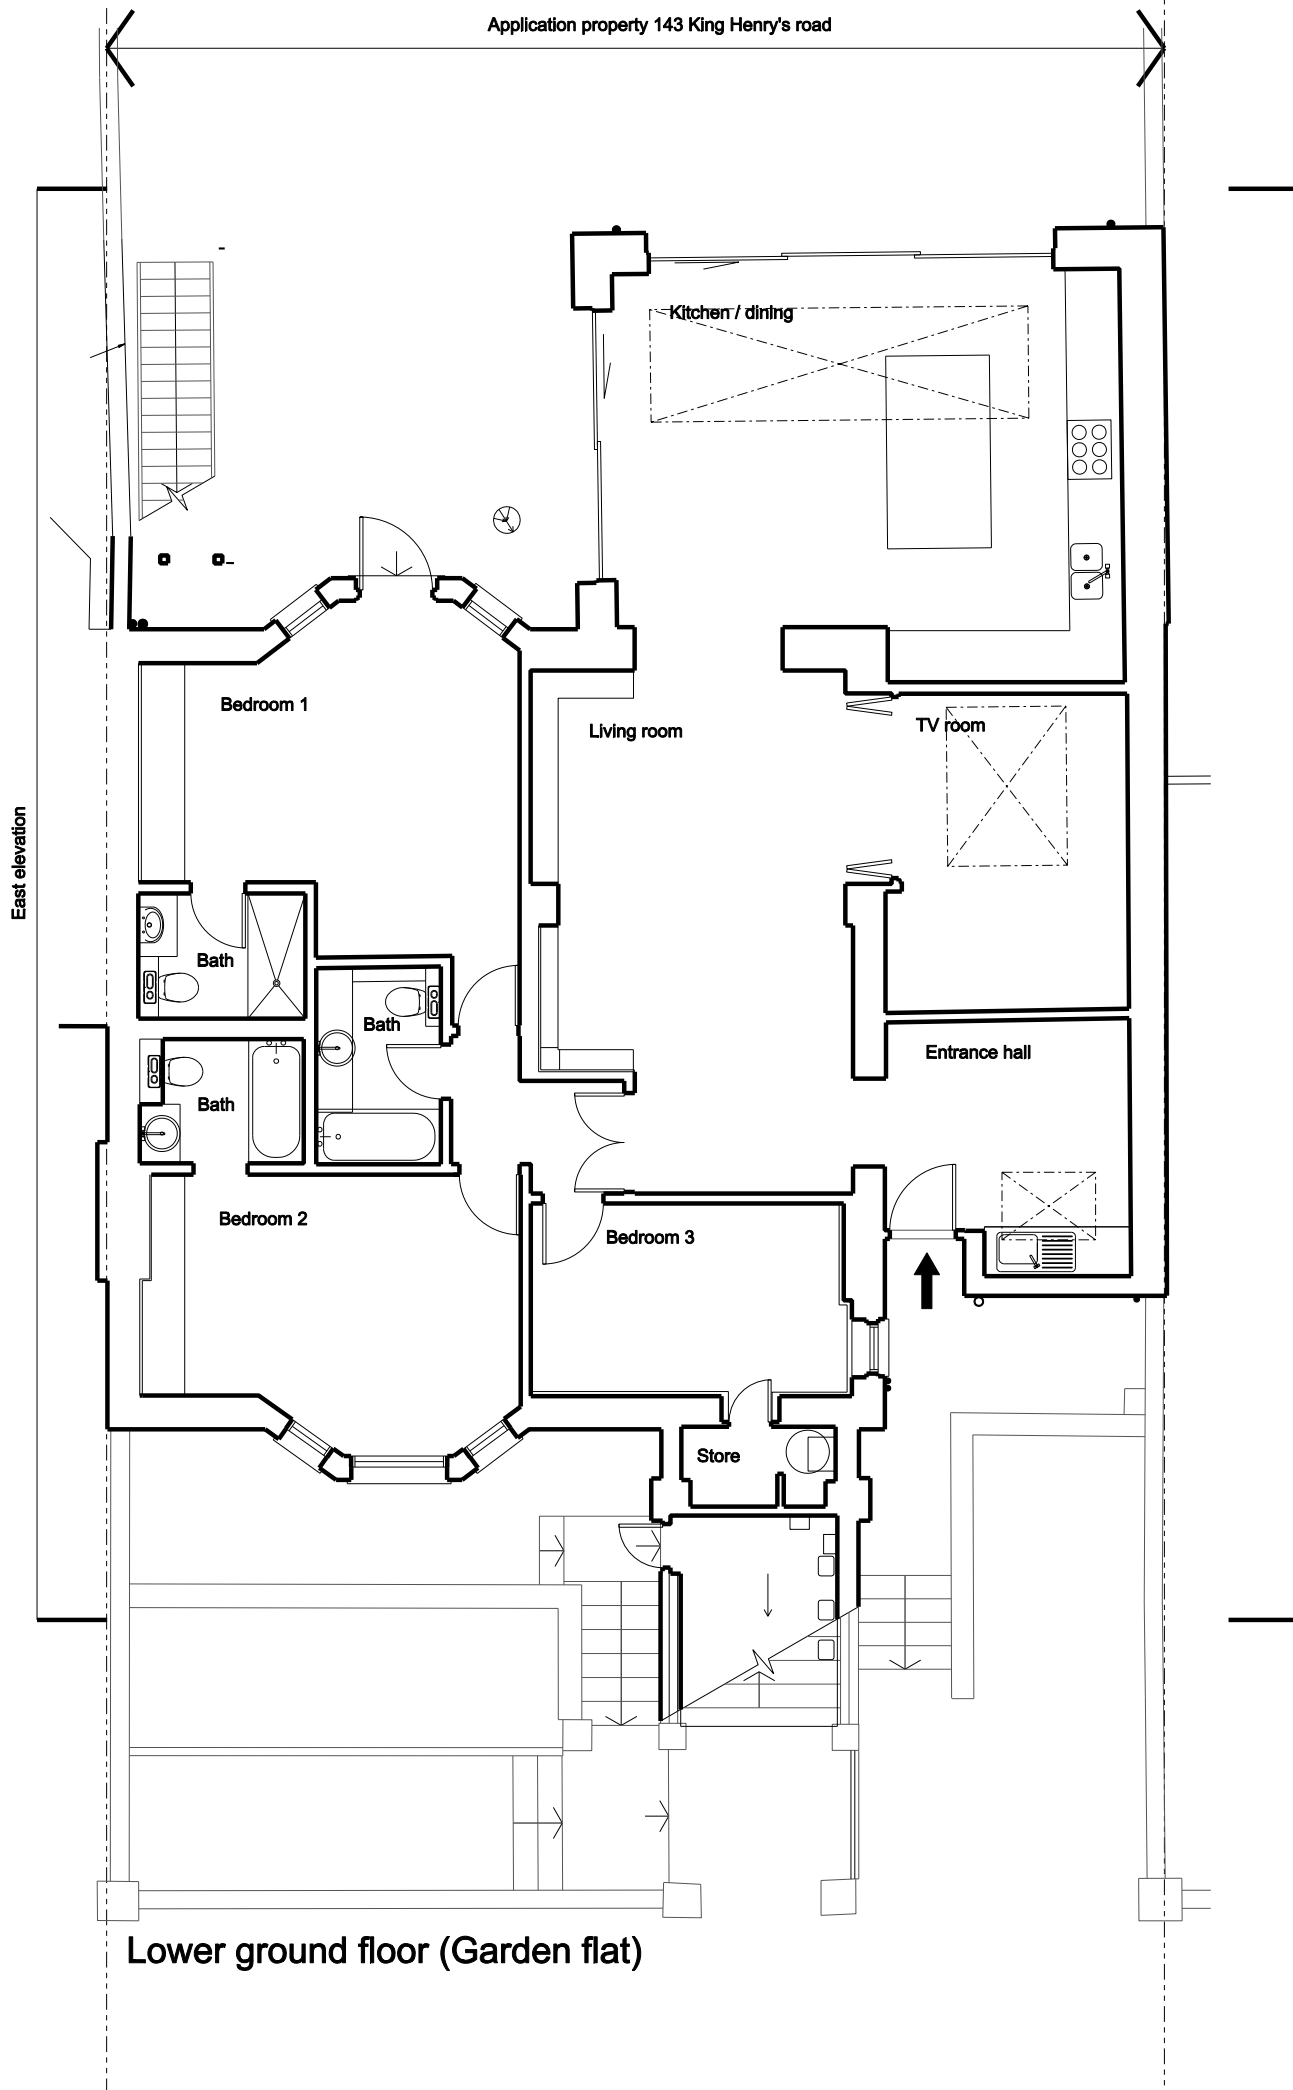 Application property 143 King Henry's road
Kitchen / dining
Bedroom 1
Living room
TV room
East elevation
Bath
Bath
Entrance hall
Bath
Bedroom 2
Bedroom 3
Store
Lower ground floor (Garden flat)